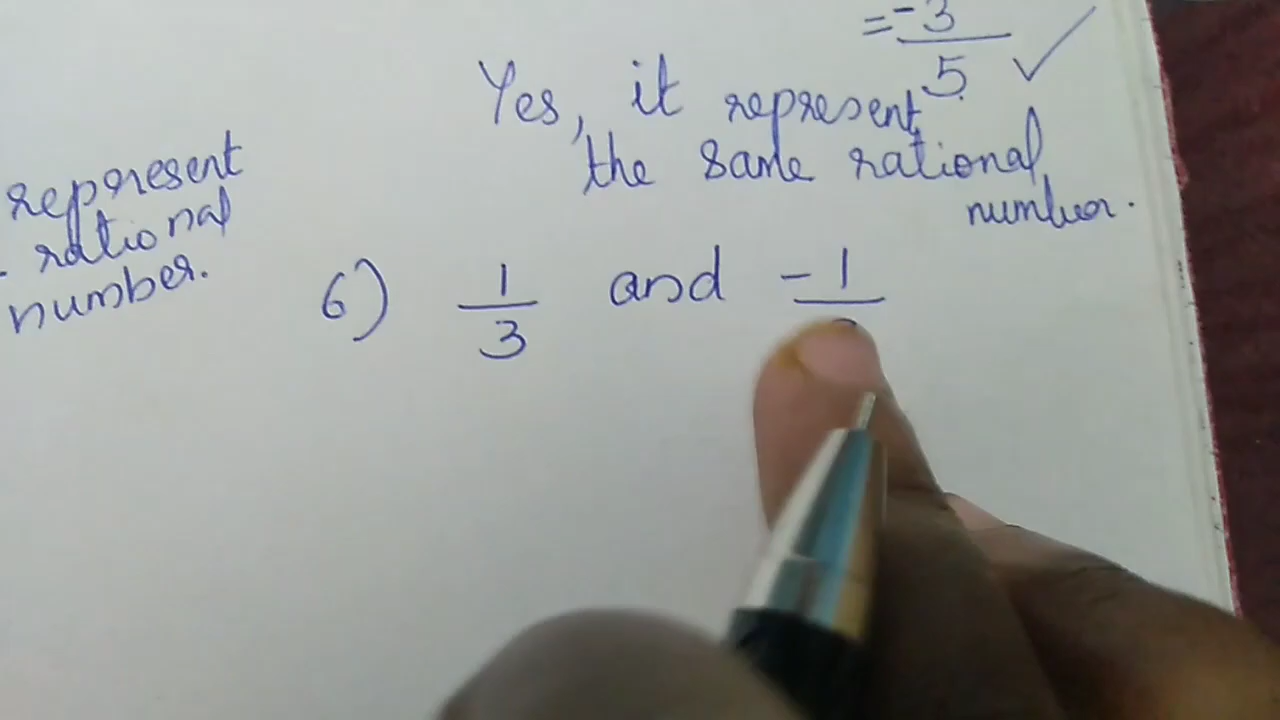 = -3
5
Yes, it represent
the same rational
number.
represent
rational
number.
6) 1/3 and -1/